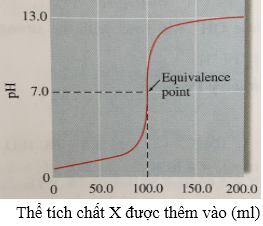 13.0
Equivalence
point
7.0
pH
0
0 50.0 100.0 150.0 200.0
Thể tích chất X được thêm vào (ml)